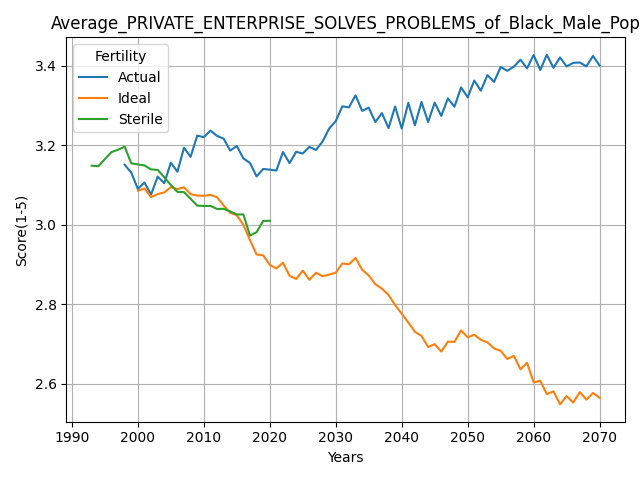 Average_PRIVATE_ENTERPRISE_SOLVES_PROBLEMS_of_Black_Male_Pop
Fertility
Actual
Ideal
Sterile
3.4
3.2
3.0
2.8
2.6
Score(1-5)
1990 2000 2010 2020 2030 2040 2050 2060 2070
Years